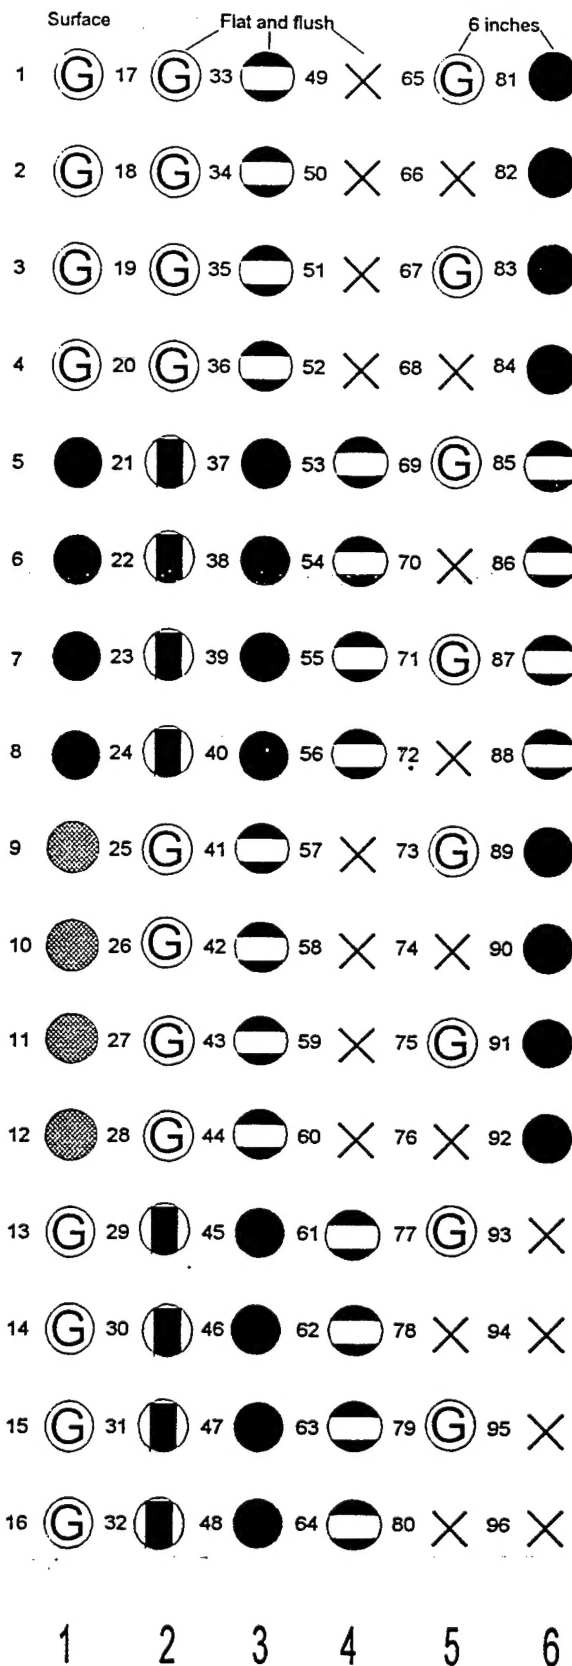 Surface Flat and flush 6 inches
1 G 17 G 33 49 65 G 81
2 G 18 G 34 50 66 82
3 G 19 G 35 51 67 G 83
4 G 20 G 36 52 68 84
5 21 37 53 69 G 85
6 22 38 54 70 86
7 23 39 55 71 G 87
8 24 40 56 72 88
9 25 G 41 57 73 G 89
10 26 G 42 58 74 90
11 27 G 43 59 75 G 91
12 28 G 44 60 76 92
13 G 29 45 61 77 G 93
14 G 30 46 62 78 94
15 G 31 47 63 79 G 95
16 G 32 48 64 80 96
1 2 3 4 5 6